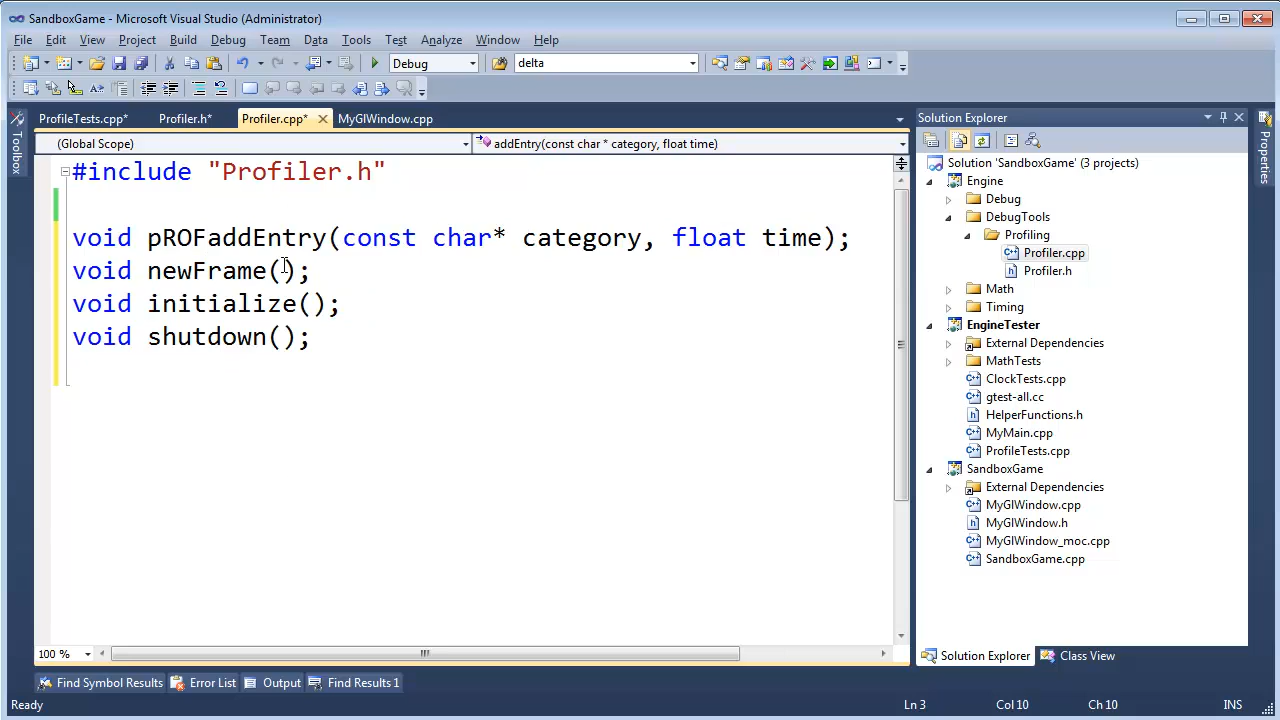 SandboxGame - Microsoft Visual Studio (Administrator)
File Edit View Project Build Debug Team Data Tools Test Analyze Window Help
Debug delta
ProfileTests.cpp* Profiler.h* Profiler.cpp* MyGlWindow.cpp
Solution Explorer
(Global Scope) addEntry(const char * category, float time)
Toolbox
Properties
#include "Profiler.h"
void pROFaddEntry(const char* category, float time);
void newFrame();
void initialize();
void shutdown();
Solution 'SandboxGame' (3 projects)
Engine
Debug
DebugTools
Profiling
Profiler.cpp
Profiler.h
Math
Timing
EngineTester
External Dependencies
MathTests
ClockTests.cpp
gtest-all.cc
HelperFunctions.h
MyMain.cpp
ProfileTests.cpp
SandboxGame
External Dependencies
MyGlWindow.cpp
MyGlWindow.h
MyGlWindow_moc.cpp
SandboxGame.cpp
100 %
Solution Explorer Class View
Find Symbol Results Error List Output Find Results 1
Ready Ln 3 Col 10 Ch 10 INS